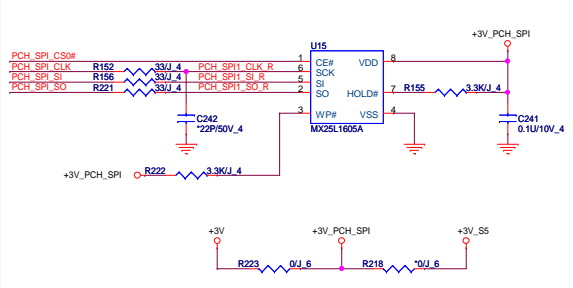 +3V_PCH_SPI
U15
PCH_SPI_CS0# 1 CE# VDD 8
PCH_SPI_CLK R152 33/J_4 PCH_SPI1_CLK_R 6 SCK
PCH_SPI_SI R156 33/J_4 PCH_SPI1_SI_R 5 SI
PCH_SPI_SO R221 33/J_4 PCH_SPI1_SO_R 2 SO HOLD# 7 R155 3.3K/J_4
3 WP# VSS 4
C242 MX25L1605A C241
*22P/50V_4 0.1U/10V_4
+3V_PCH_SPI R222 3.3K/J_4
+3V +3V_PCH_SPI +3V_S5
R223 0/J_6 R218 *0/J_6